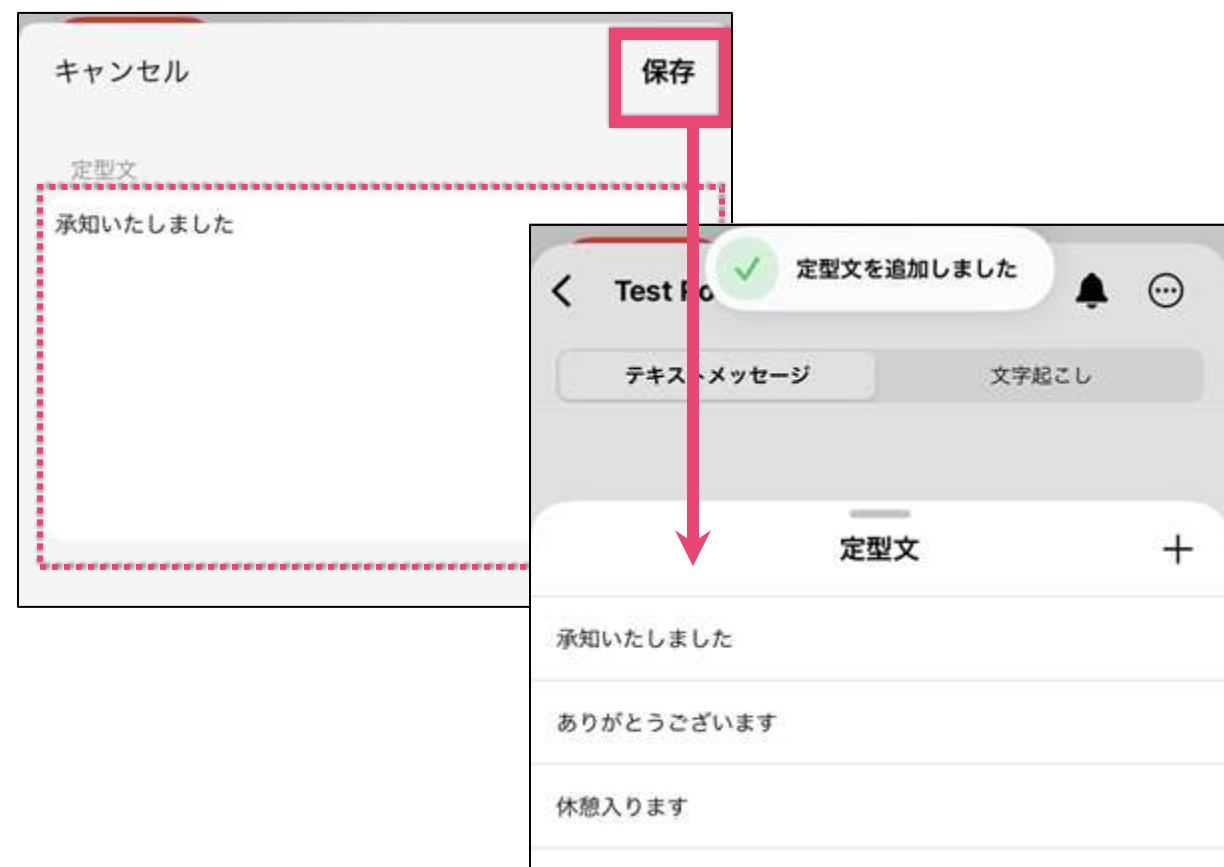 キャンセル
保存
定型文
承知いたしました
定型文を追加しました
Test
テキストメッセージ
文字起こし
定型文
承知いたしました
ありがとうございます
休憩入ります